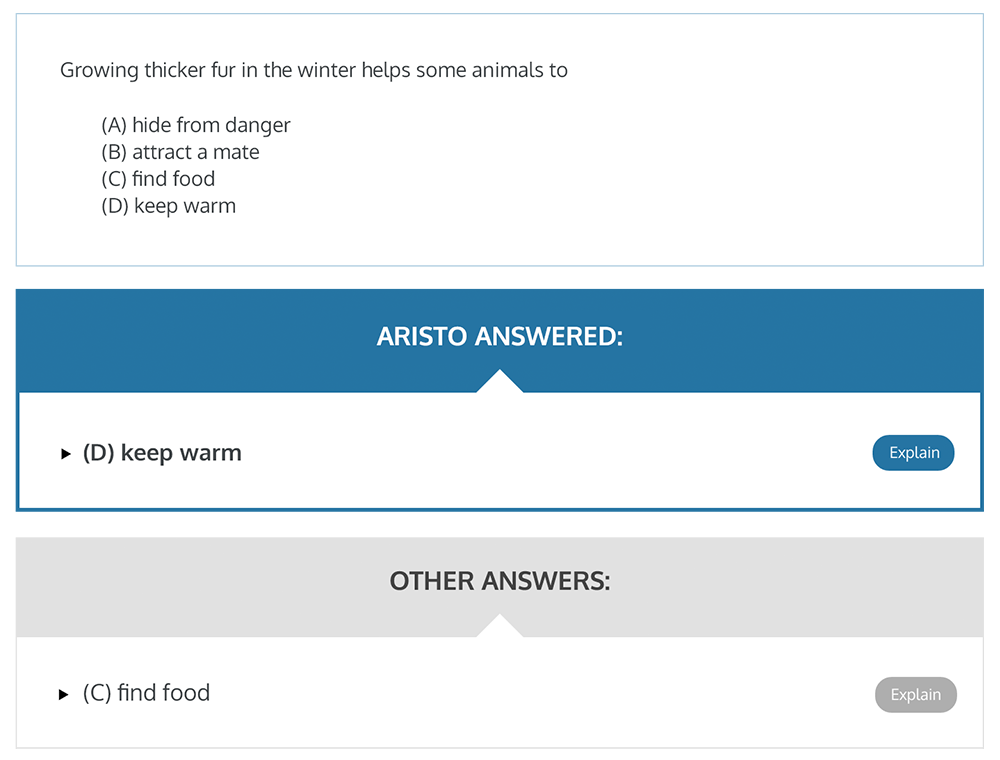 Growing thicker fur in the winter helps some animals to
(A) hide from danger
(B) attract a mate
(C) find food
(D) keep warm
ARISTO ANSWERED:
(D) keep warm
Explain
OTHER ANSWERS:
(C) find food
Explain